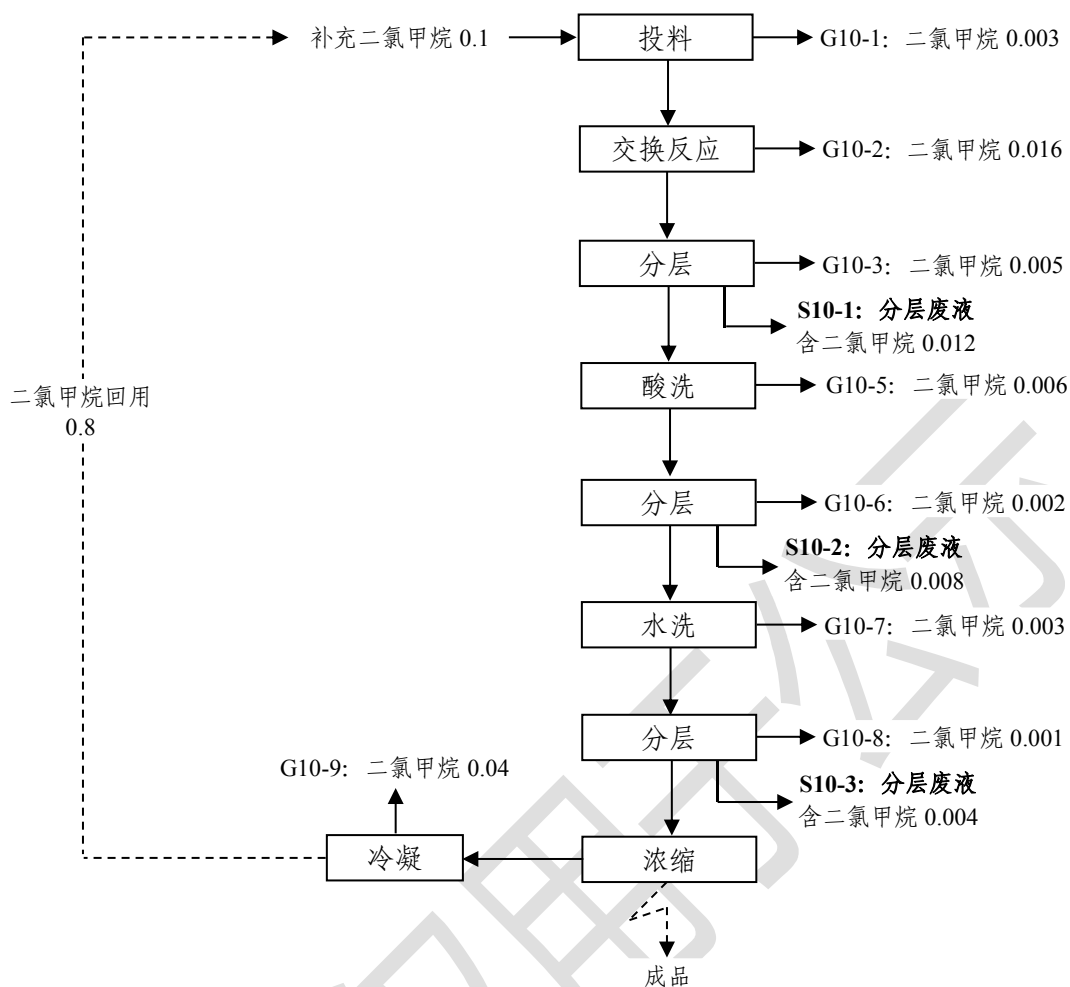 补充二氯甲烷 0.1
投料
G10-1: 二氯甲烷 0.003
交换反应
G10-2: 二氯甲烷 0.016
分层
G10-3: 二氯甲烷 0.005
S10-1: 分层废液
含二氯甲烷 0.012
酸洗
G10-5: 二氯甲烷 0.006
二氯甲烷回用
0.8
分层
G10-6: 二氯甲烷 0.002
S10-2: 分层废液
含二氯甲烷 0.008
水洗
G10-7: 二氯甲烷 0.003
分层
G10-8: 二氯甲烷 0.001
G10-9: 二氯甲烷 0.04
S10-3: 分层废液
含二氯甲烷 0.004
冷凝
浓缩
成品
仅用于公示